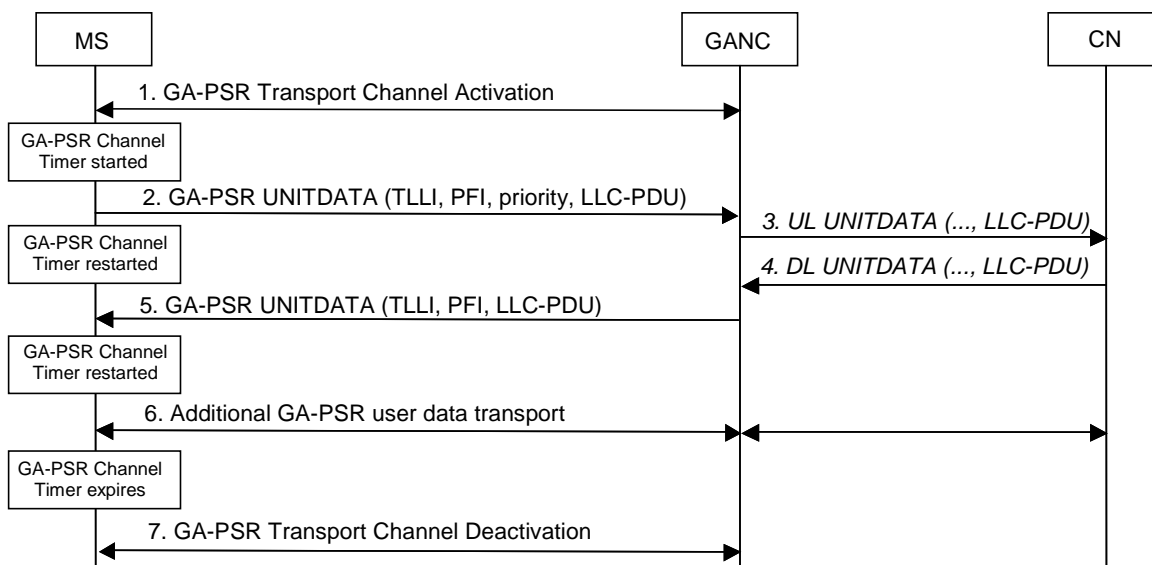 MS
GANC
CN
1. GA-PSR Transport Channel Activation
GA-PSR Channel
Timer started
2. GA-PSR UNITDATA (TLLI, PFI, priority, LLC-PDU)
3. UL UNITDATA (..., LLC-PDU)
GA-PSR Channel
Timer restarted
4. DL UNITDATA (..., LLC-PDU)
5. GA-PSR UNITDATA (TLLI, PFI, LLC-PDU)
GA-PSR Channel
Timer restarted
6. Additional GA-PSR user data transport
GA-PSR Channel
Timer expires
7. GA-PSR Transport Channel Deactivation